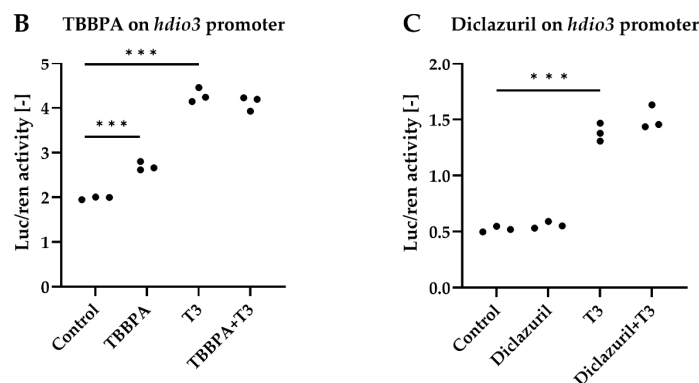 B TBBPA on hdio3 promoter
Luc/ren activity [-]
5
4
3
2
1
0
* * *
* * *
Control
TBBPA
T3
TBBPA+T3
C Diclazuril on hdio3 promoter
Luc/ren activity [-]
2.0
1.5
1.0
0.5
0.0
* * *
Control
Diclazuril
T3
Diclazuril+T3